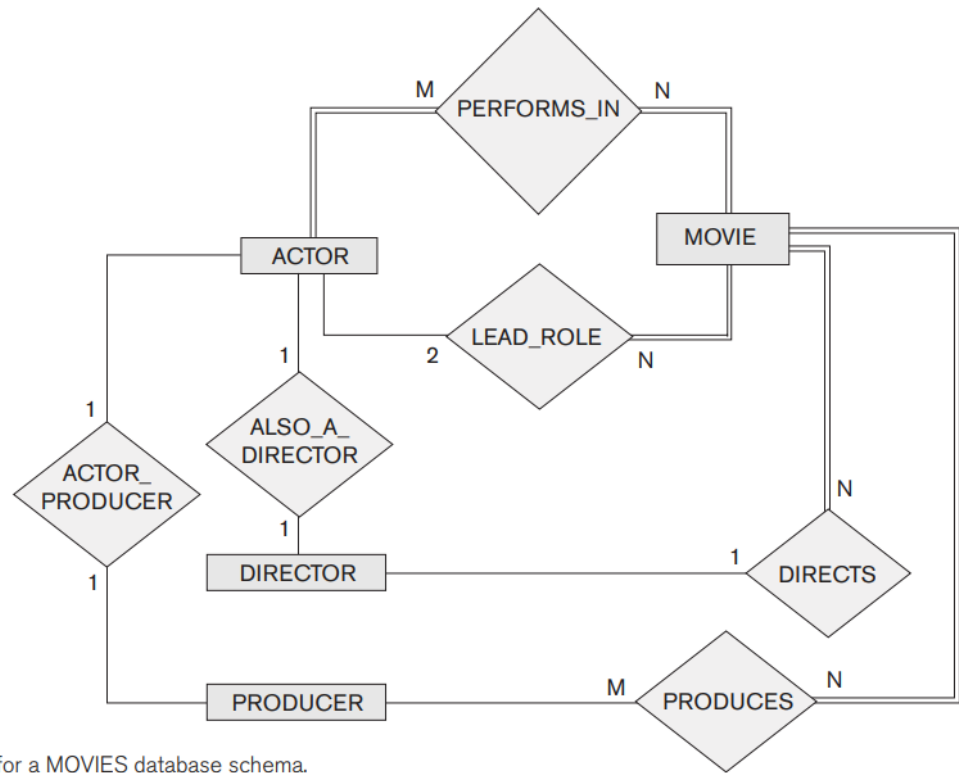 M
PERFORMS_IN
N
MOVIE
ACTOR
LEAD_ROLE
2
N
1
1
ALSO_A_
DIRECTOR
ACTOR_
PRODUCER
N
1
1
DIRECTOR
1
DIRECTS
PRODUCER
M
PRODUCES
N
for a MOVIES database schema.